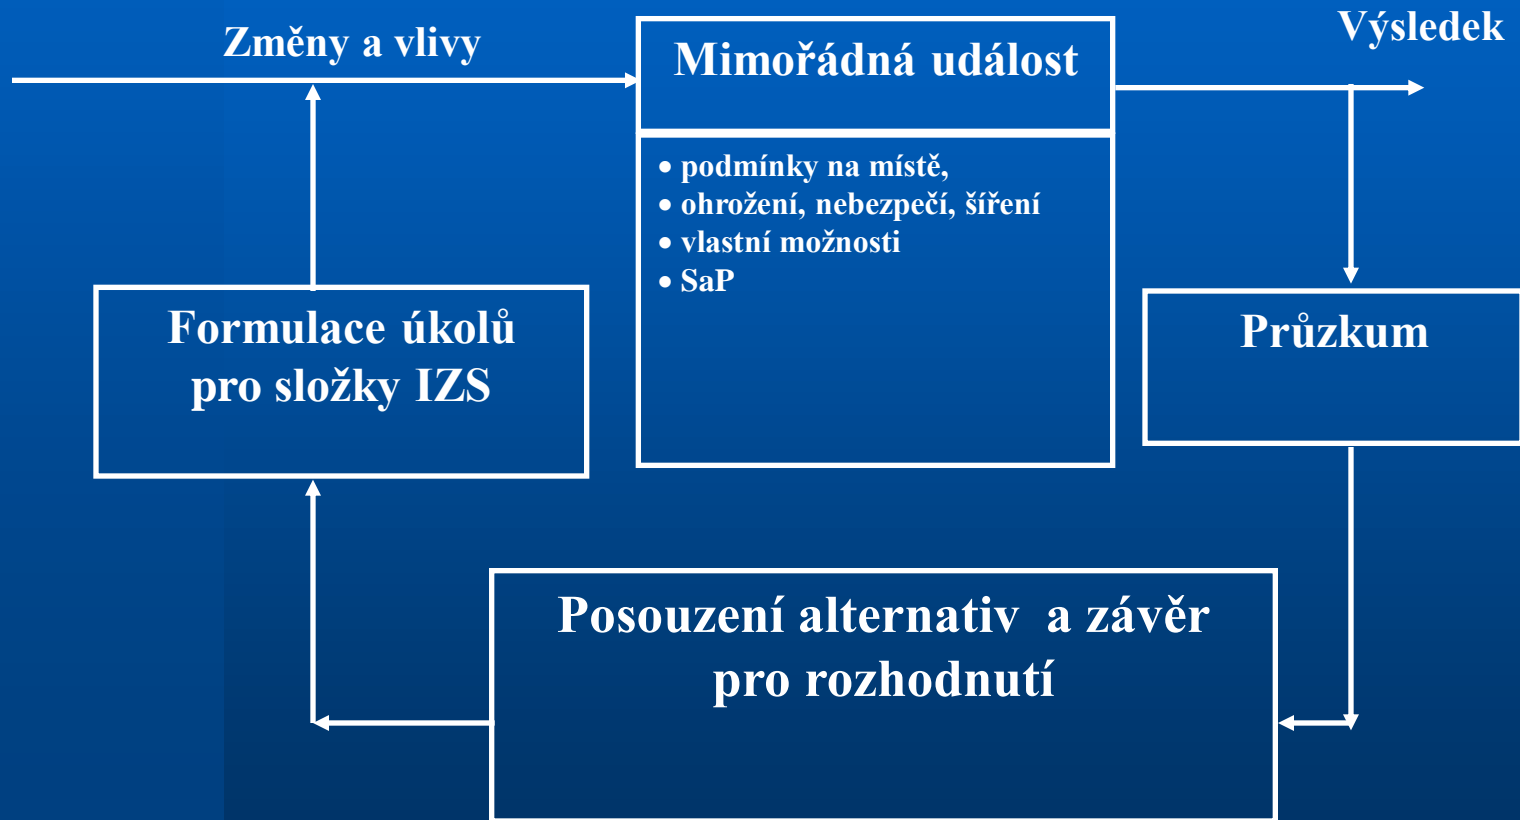 Změny a vlivy
Mimořádná událost
Výsledek
• podmínky na místě,
• ohrožení, nebezpečí, šíření
• vlastní možnosti
• SaP
Formulace úkolů
pro složky IZS
Průzkum
Posouzení alternativ a závěr
pro rozhodnutí